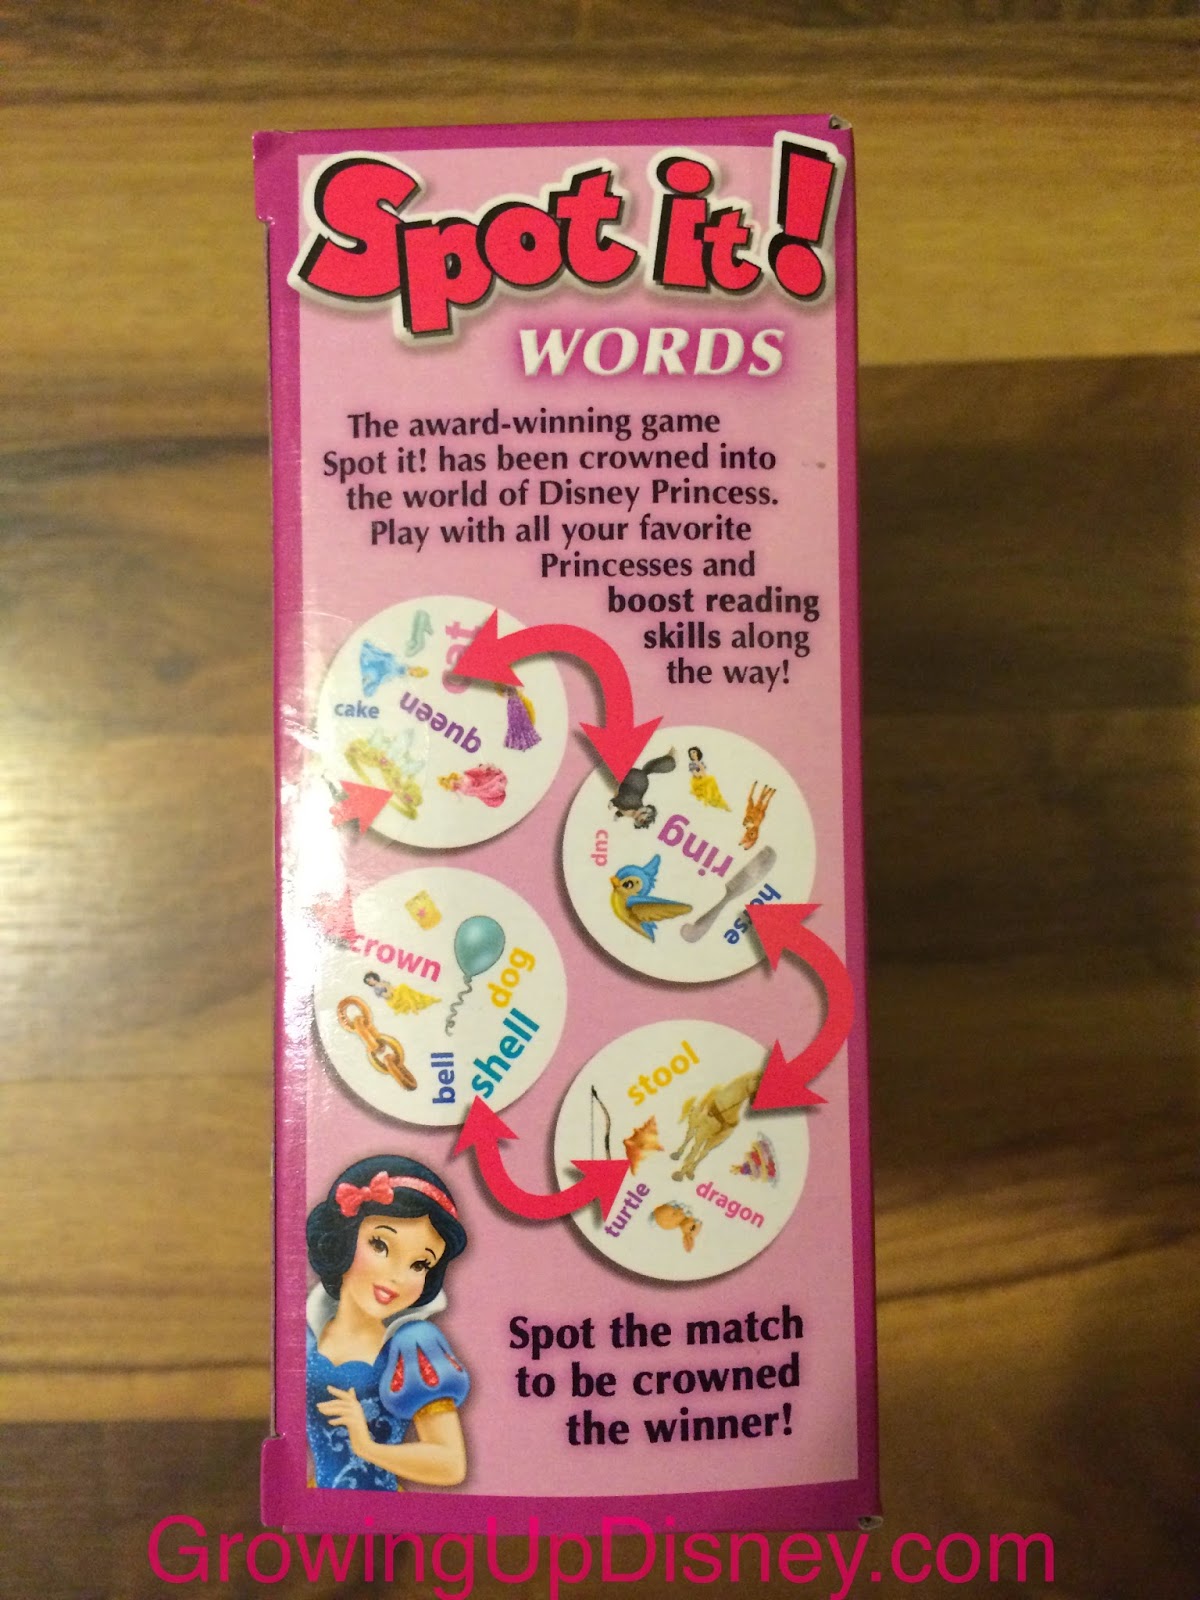 Spot it!
WORDS
The award-winning game
Spot it! has been crowned into
the world of Disney Princess.
Play with all your favorite
Princesses and
boost reading
skills along
the way!
cat
cake
queen
cup
ring
horse
crown
dog
bell
shell
stool
turtle
dragon
Spot the match
to be crowned
the winner!
GrowingUpDisney.com